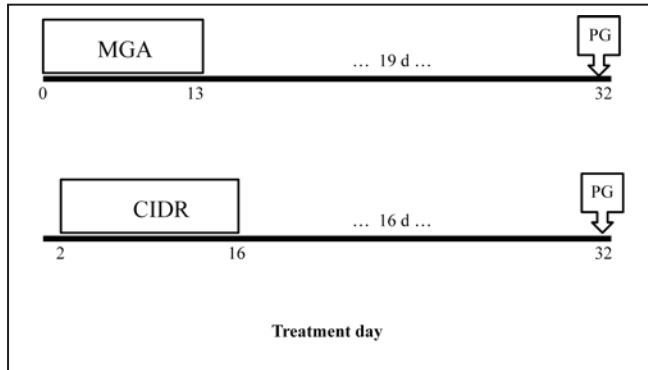 MGA
PG
... 19 d ...
0 13 32
CIDR
PG
... 16 d ...
2 16 32
Treatment day